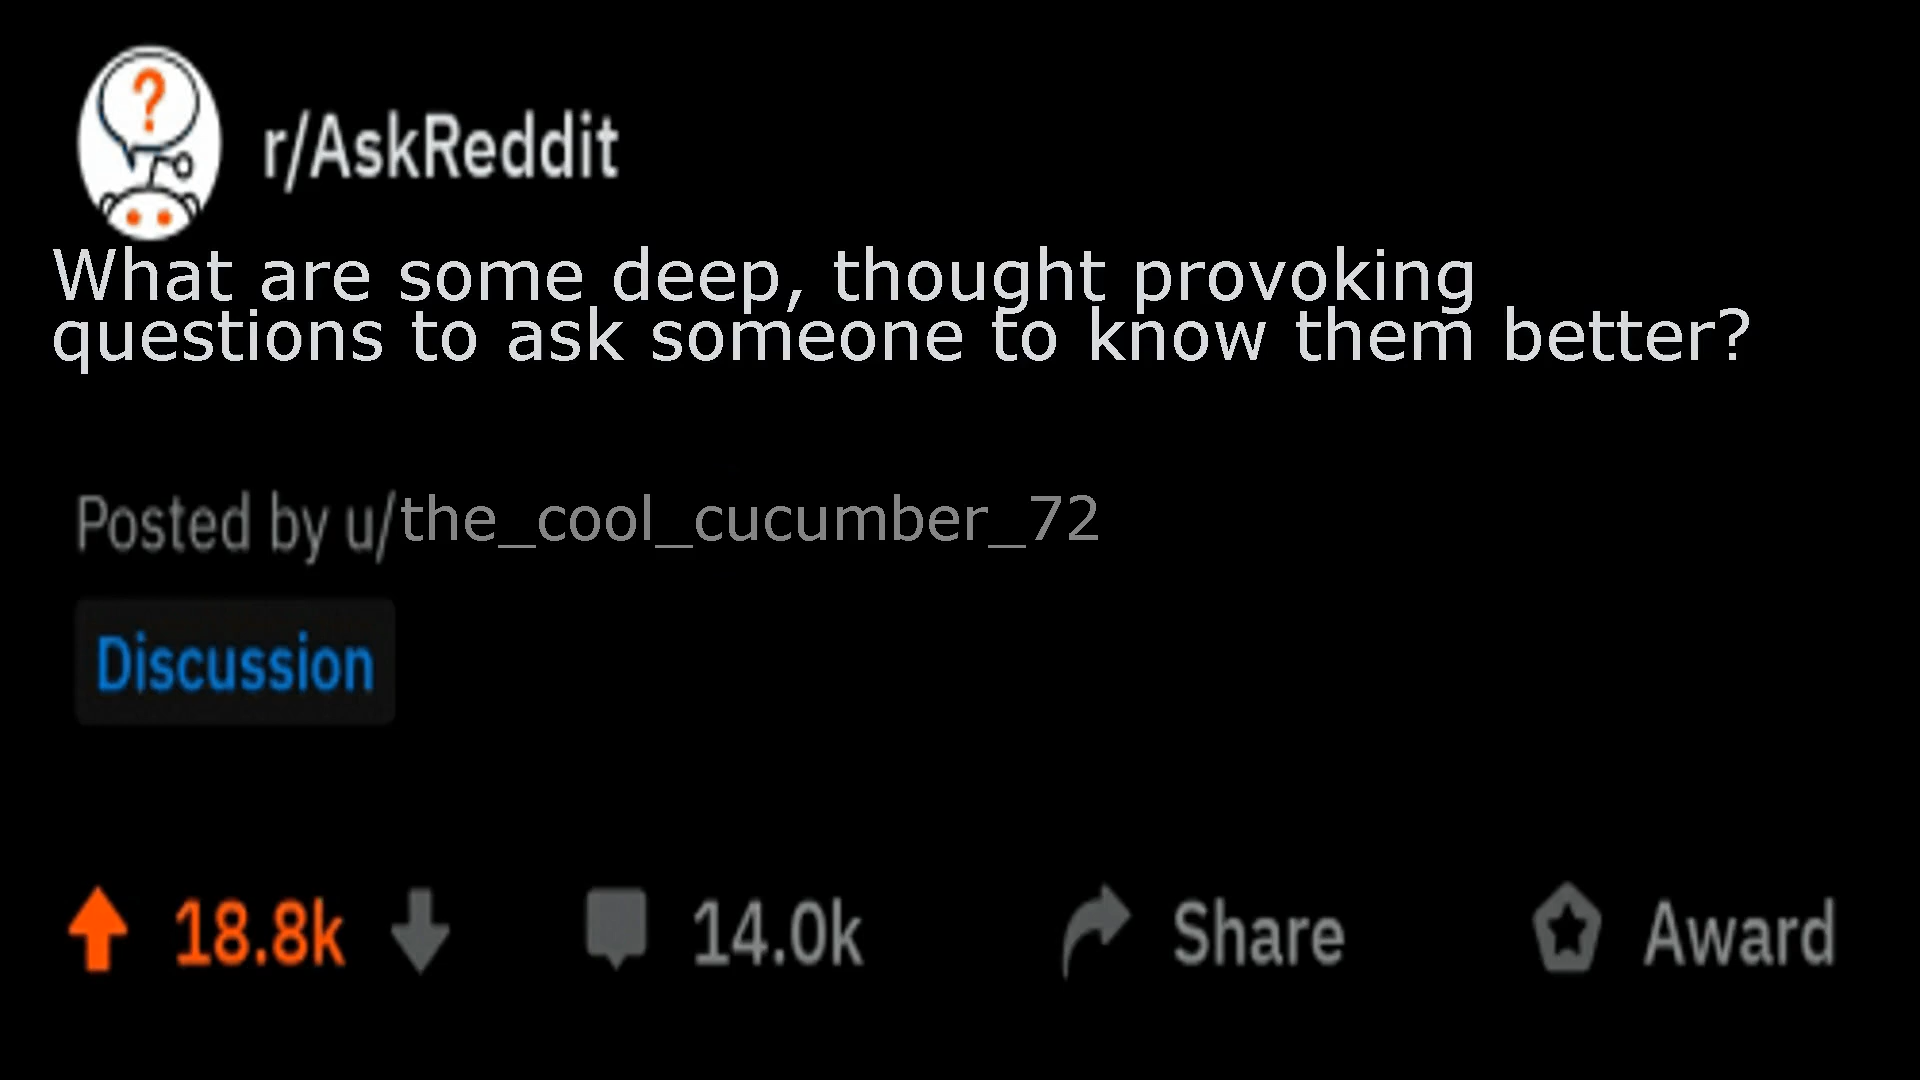 ?
r/AskReddit
What are some deep, thought provoking
questions to ask someone to know them better?
Posted by u/the_cool_cucumber_72
Discussion
18.8k 14.0k Share Award